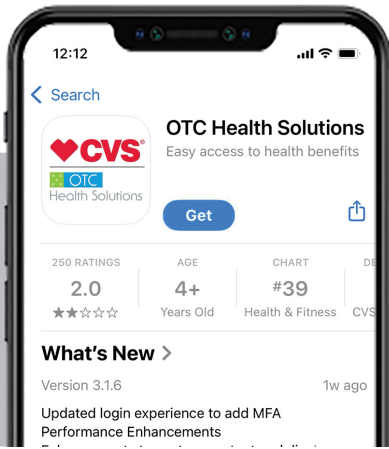 12:12
Search
CVS®
OTC
Health Solutions
OTC Health Solutions
Easy access to health benefits
Get
250 RATINGS
AGE
CHART
2.0
4+
#39
Years Old
Health & Fitness
CVS
What's New >
Version 3.1.6
1w ago
Updated login experience to add MFA
Performance Enhancements